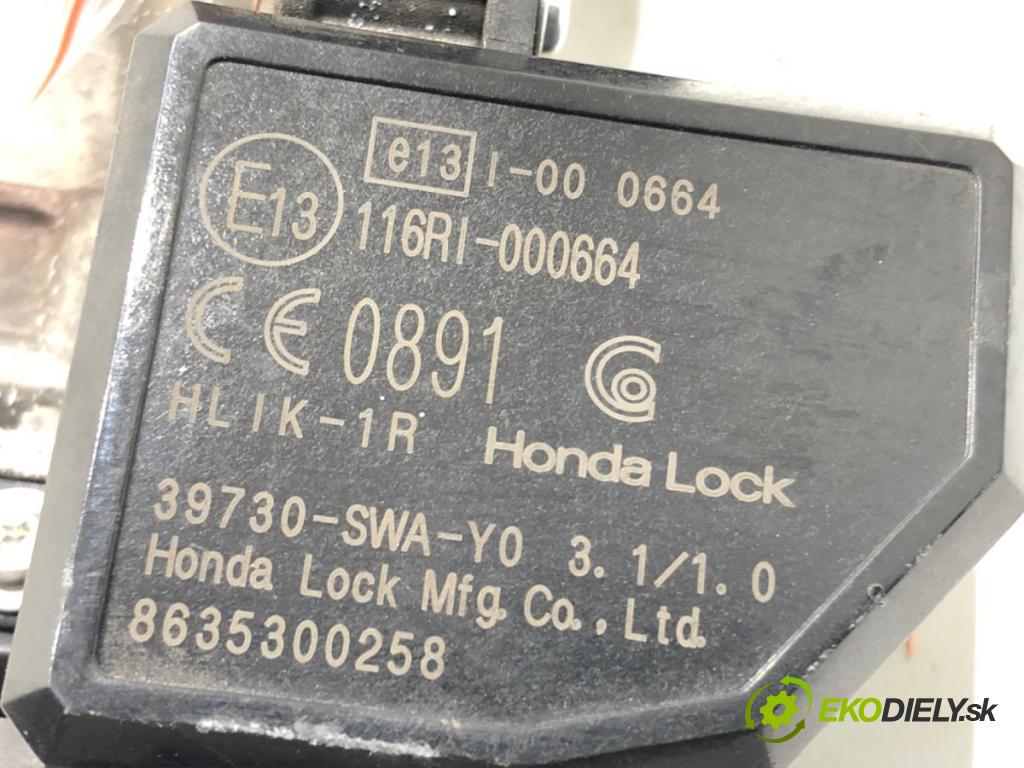 e13 I-00 0664
E13 116RI-000664
CE 0891
HLIK-1R Honda Lock
39730-SWA-Y0 3.1/1.0
Honda Lock Mfg.Co.,Ltd.
8635300258
EKODIELY.sk